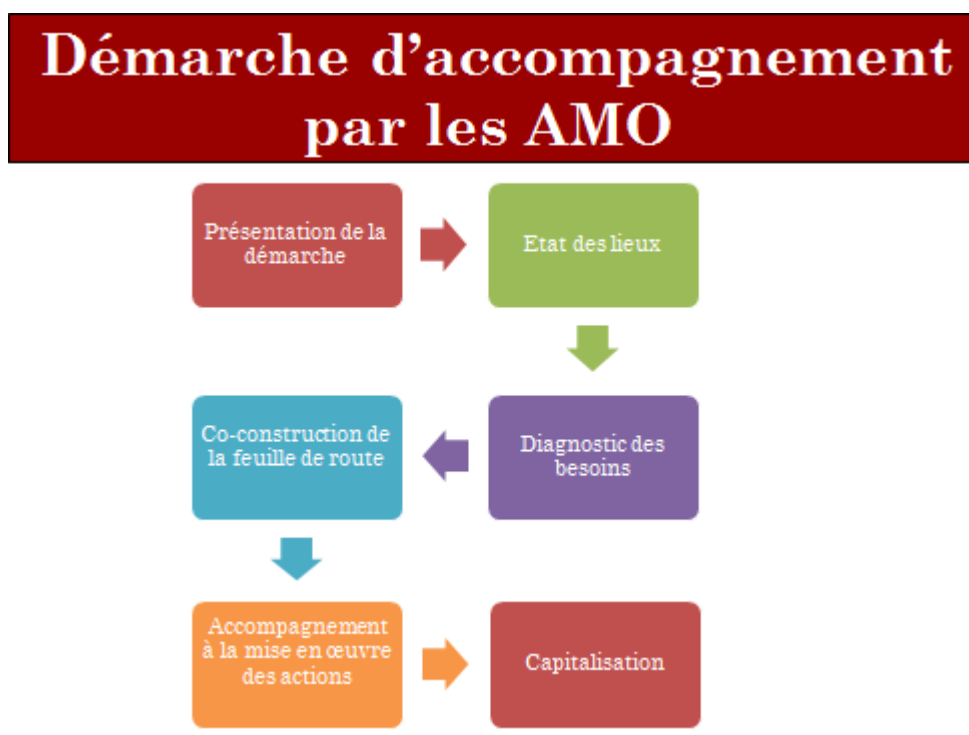 Démarche d’accompagnement
par les AMO
Présentation de la
démarche
Etat des lieux
Diagnostic des
besoins
Co-construction de
la feuille de route
Accompagnement
à la mise en œuvre
des actions
Capitalisation